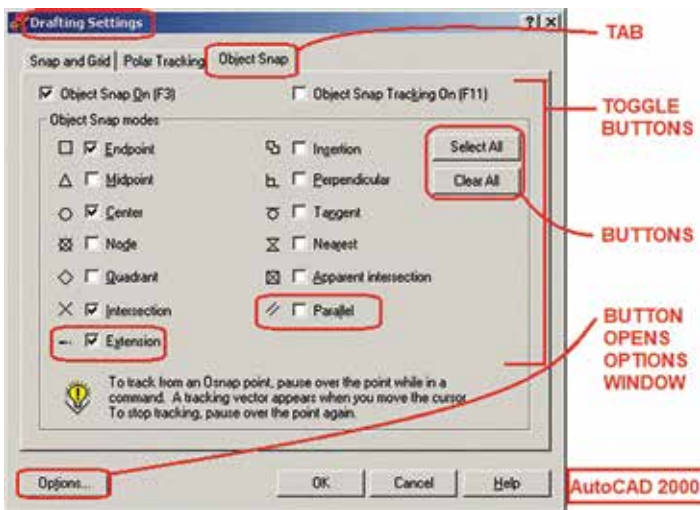 Drafting Settings
? X
TAB
Snap and Grid Polar Tracking Object Snap
Object Snap On (F3) Object Snap Tracking On (F11)
TOGGLE
BUTTONS
Object Snap modes
Endpoint
Midpoint
Center
Node
Quadrant
Intersection
Extension
Insertion
Perpendicular
Tangent
Nearest
Apparent intersection
Parallel
Select All
Clear All
BUTTONS
BUTTON
OPENS
OPTIONS
WINDOW
To track from an Osnap point, pause over the point while in a
command. A tracking vector appears when you move the cursor.
To stop tracking, pause over the point again.
Options... OK Cancel Help
AutoCAD 2000